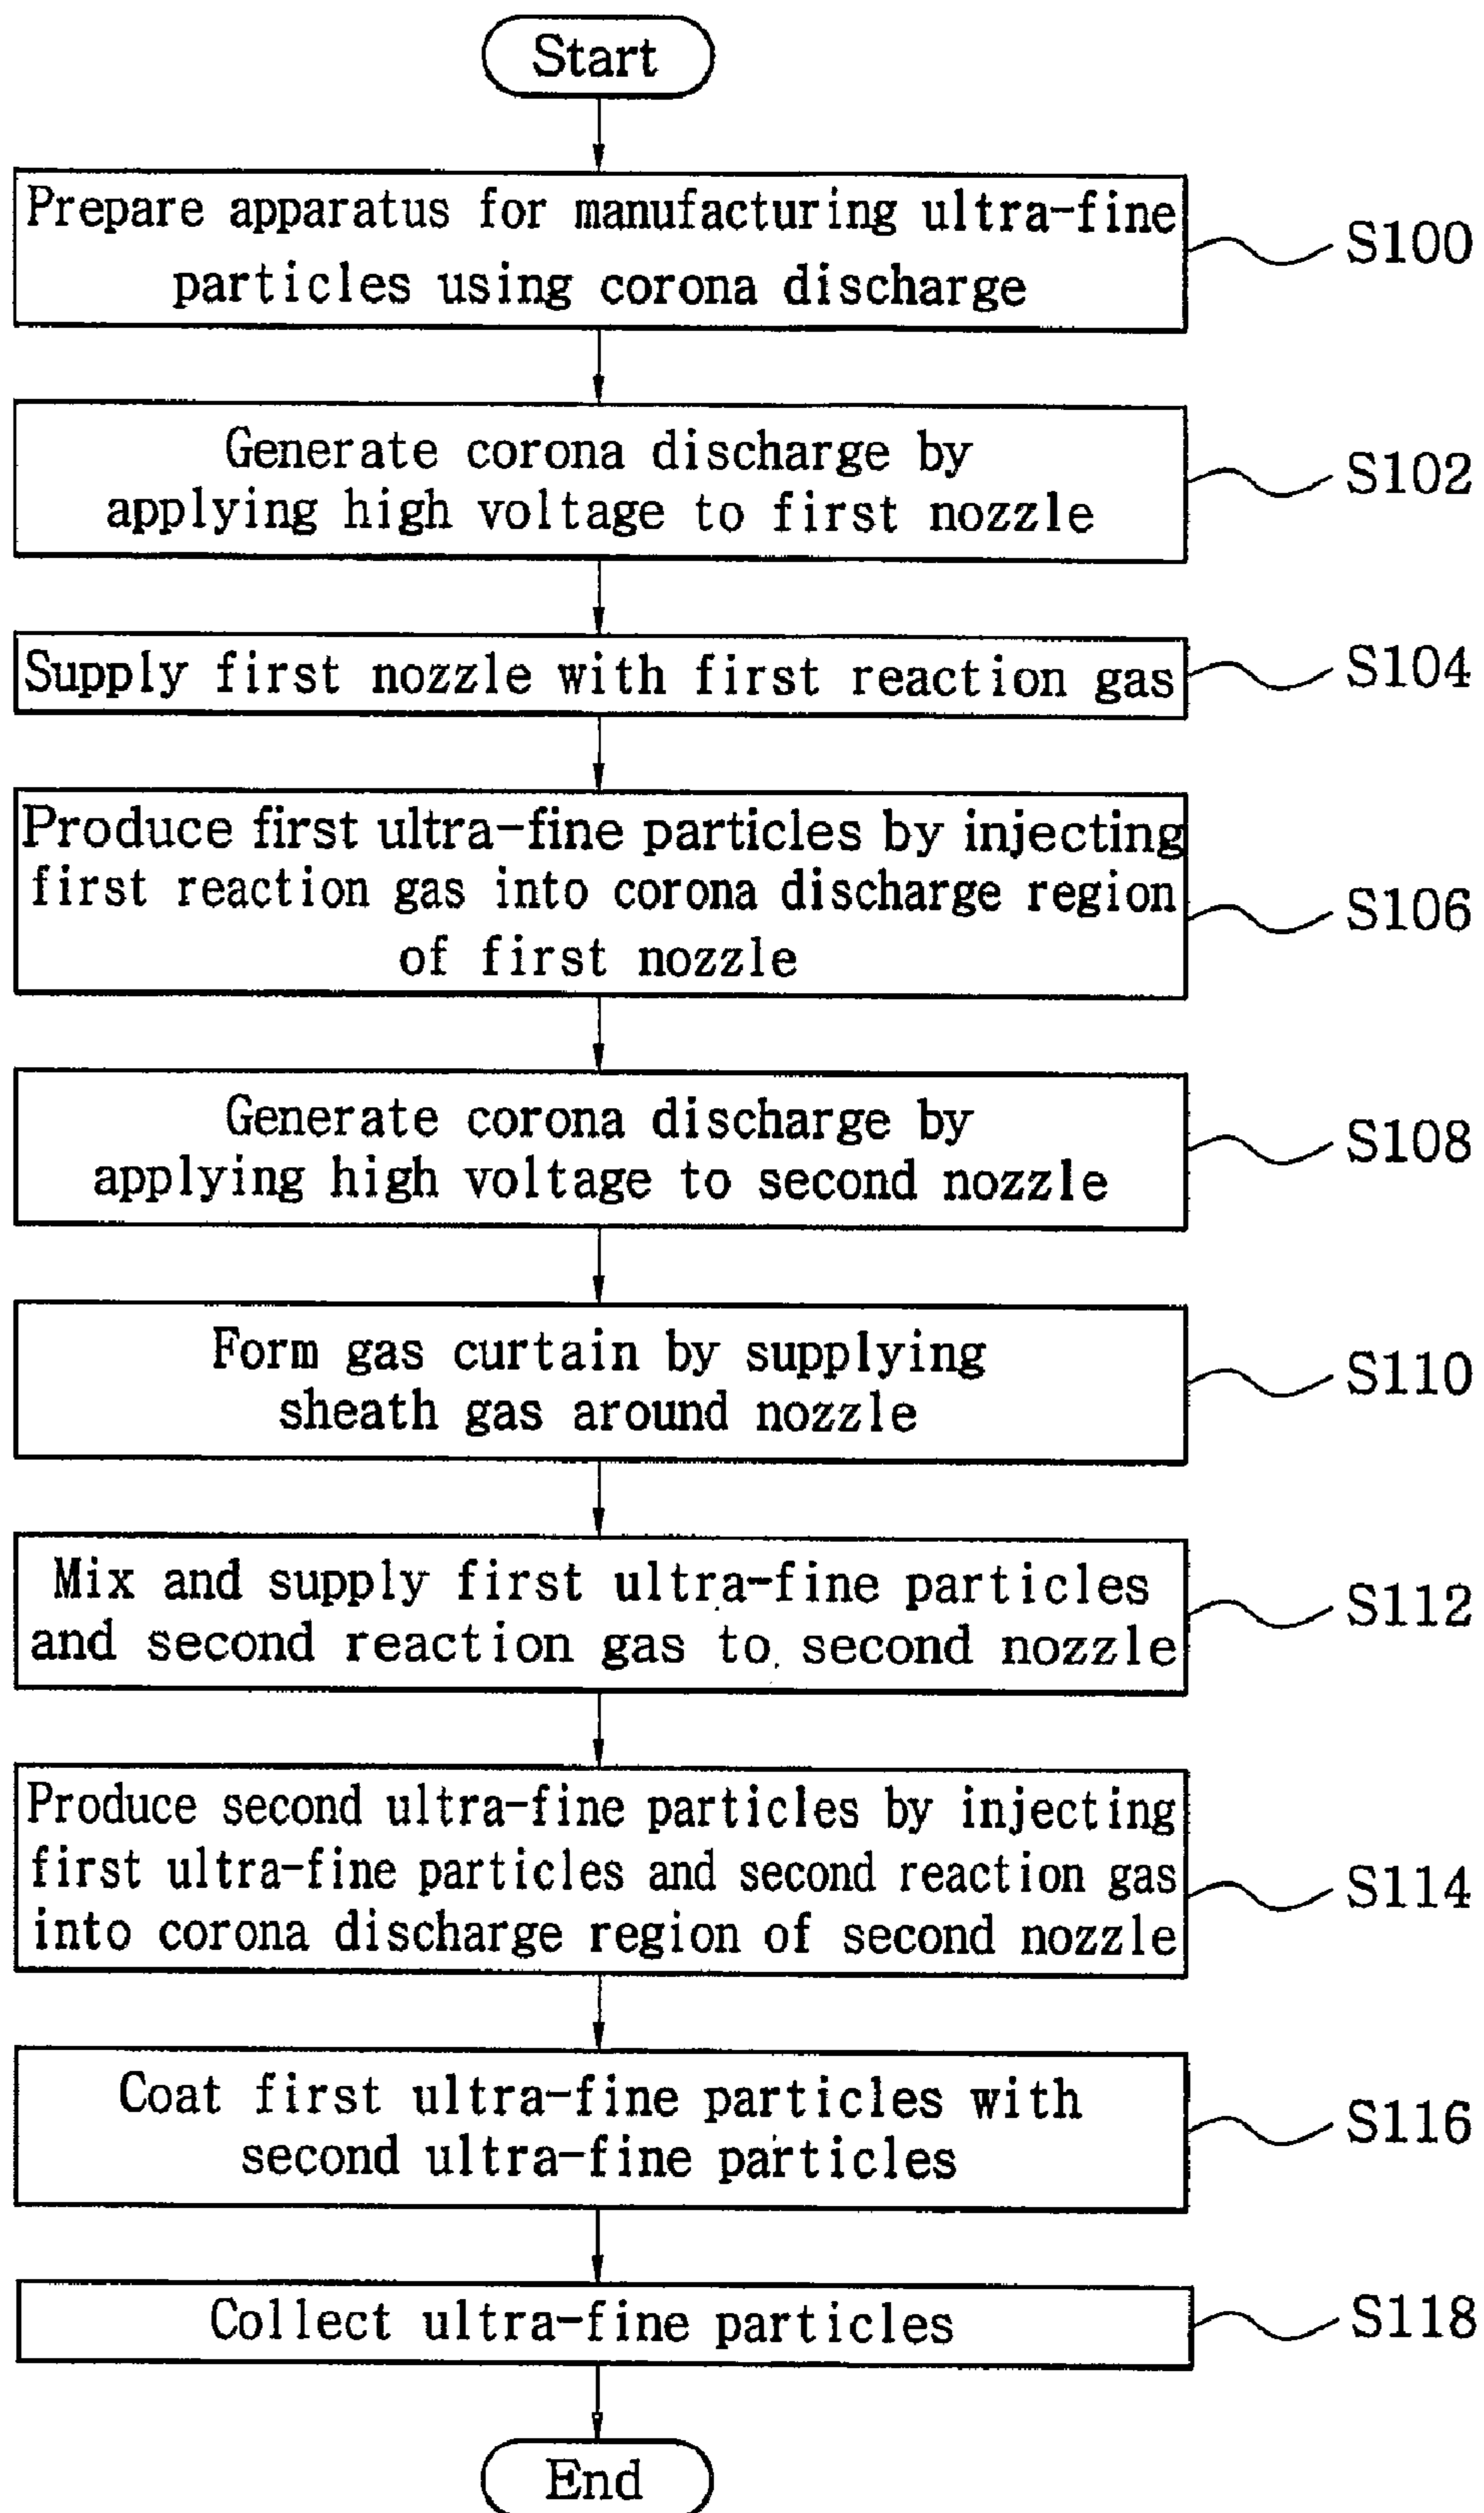 Start
Prepare apparatus for manufacturing ultra-fine
particles using corona discharge
S100
Generate corona discharge by
applying high voltage to first nozzle
S102
Supply first nozzle with first reaction gas
S104
Produce first ultra-fine particles by injecting
first reaction gas into corona discharge region
of first nozzle
S106
Generate corona discharge by
applying high voltage to second nozzle
S108
Form gas curtain by supplying
sheath gas around nozzle
S110
Mix and supply first ultra-fine particles
and second reaction gas to second nozzle
S112
Produce second ultra-fine particles by injecting
first ultra-fine particles and second reaction gas
into corona discharge region of second nozzle
S114
Coat first ultra-fine particles with
second ultra-fine particles
S116
Collect ultra-fine particles
S118
End